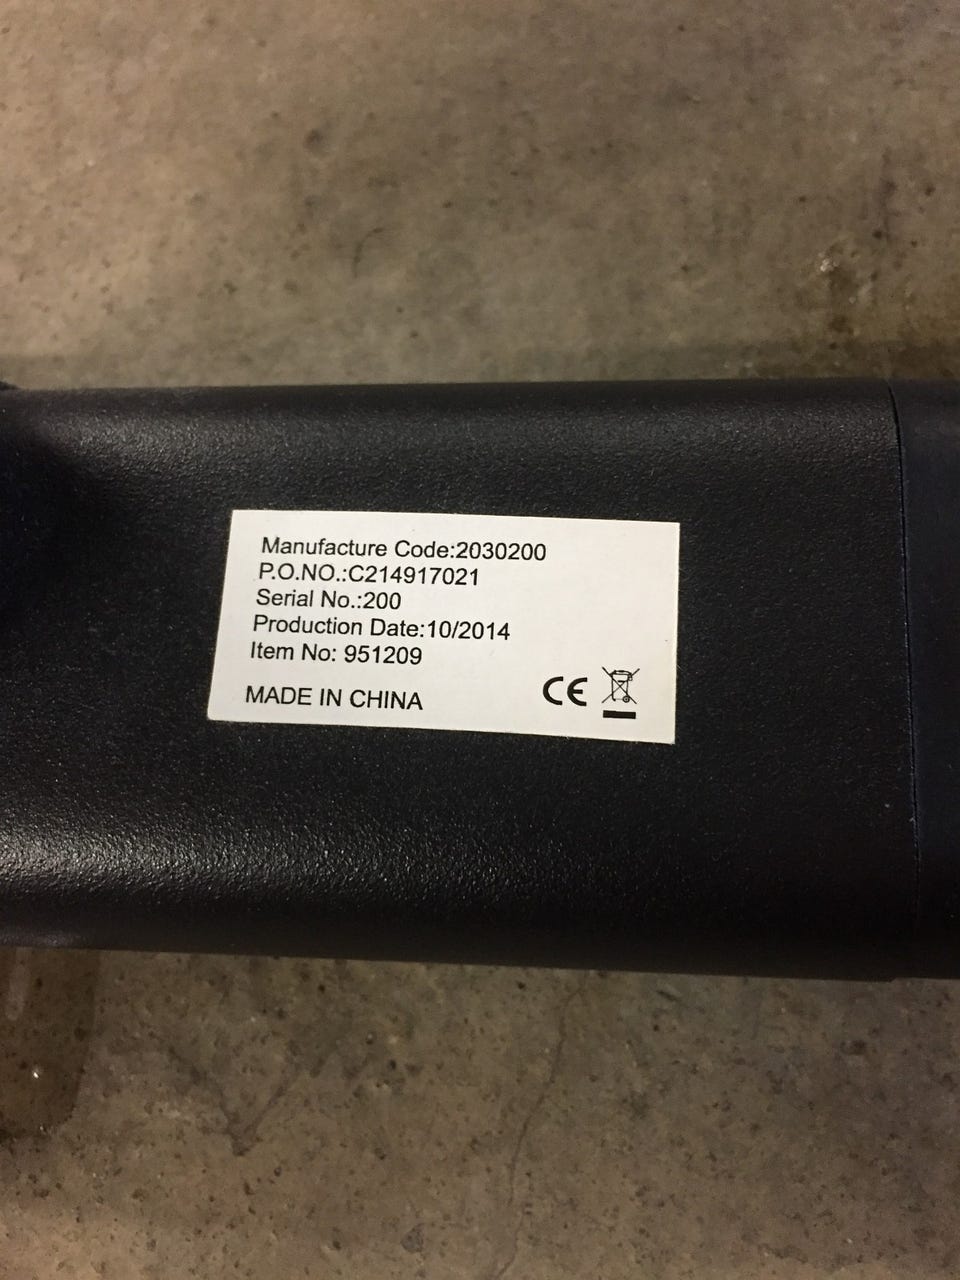 Manufacture Code:2030200
P.O.NO.:C214917021
Serial No.:200
Production Date:10/2014
Item No: 951209
MADE IN CHINA CE